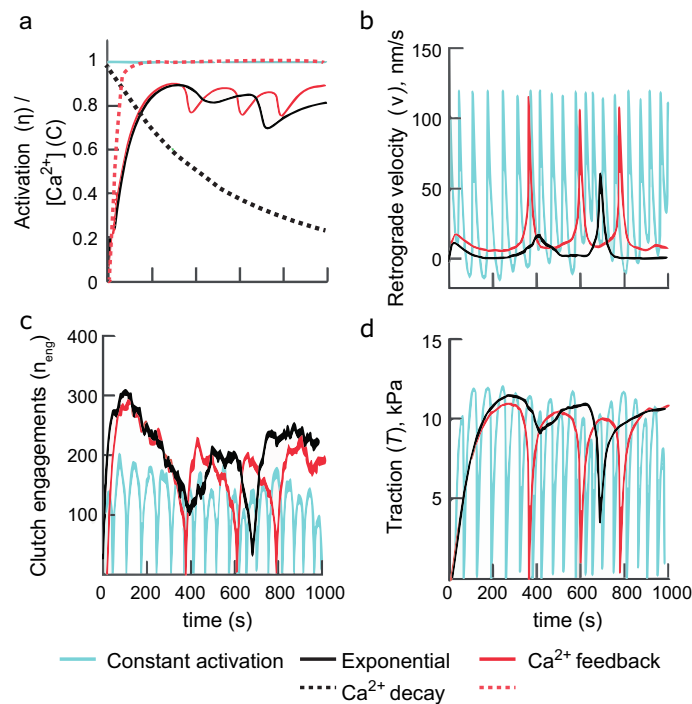 a
Activation (η) /
[Ca²⁺] (C)
1
0.8
0.6
0.4
0.2
0
b
Retrograde velocity (v), nm/s
150
100
50
0
c
Clutch engagements (n_eng)
400
300
200
100
0 200 400 600 800 1000
time (s)
d
Traction (T), kPa
15
10
5
0 200 400 600 800 1000
time (s)
Constant activation Exponential Ca²⁺ feedback
Ca²⁺ decay